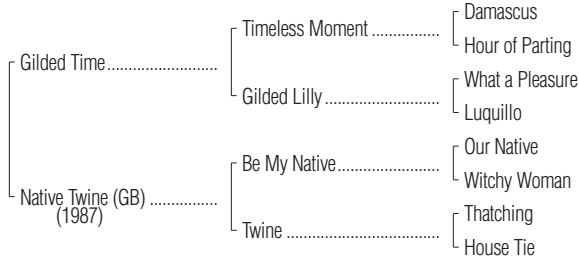 Damascus
Timeless Moment ................
Hour of Parting
Gilded Time...........................
What a Pleasure
Gilded Lilly............................
Luquillo
Our Native
Be My Native.........................
Witchy Woman
Native Twine (GB) ................
(1987)
Thatching
Twine .....................................
House Tie